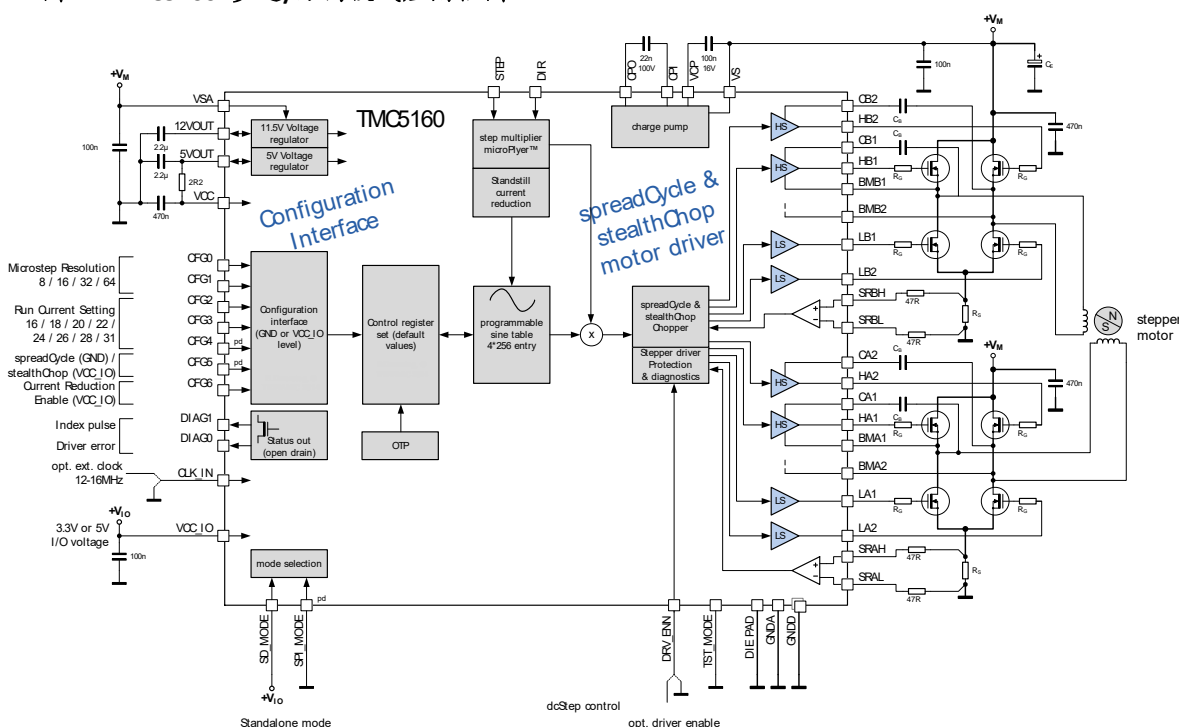 +VM
+VM
STEP
DIR
CPO
22n
100V
CPI
VCP
100n
16V
VS
100n
CE
VSA
TMC5160
100n
12VOUT
2.2µ
5VOUT
2.2µ
2R2
VCC
470n
11.5V Voltage
regulator
5V Voltage
regulator
step multiplier
microPlyer™
Standstill
current
reduction
charge pump
Configuration
Interface
spreadCycle &
stealthChop
motor driver
HS
HS
LS
LS
CB2
CB
HB2
CB
CB1
HB1
RG
RG
470n
BMB1
BMB2
LB1
RG
RG
LB2
SRBH
47R
RS
SRBL
47R
Microstep Resolution
8 / 16 / 32 / 64
Run Current Setting
16 / 18 / 20 / 22 /
24 / 26 / 28 / 31
spreadCycle (GND) /
stealthChop (VCC_IO)
Current Reduction
Enable (VCC_IO)
Index pulse
Driver error
opt. ext. clock
12-16MHz
+VIO
3.3V or 5V
I/O voltage
100n
CFG0
CFG1
CFG2
CFG3
CFG4
pd
CFG5
pd
CFG6
DIAG1
DIAG0
CLK_IN
VCC_IO
Configuration
interface
(GND or VCC_IO
level)
Status out
(open drain)
Control register
set (default
values)
OTP
programmable
sine table
4*256 entry
x
spreadCycle &
stealthChop
Chopper
Stepper driver
Protection
& diagnostics
+
-
N
S
stepper
motor
+VM
HS
HS
LS
LS
CA2
CB
HA2
CA1
470n
CB
HA1
RG
RG
BMA1
BMA2
LA1
RG
RG
LA2
SRAH
47R
RS
SRAL
47R
+
-
mode selection
pd
SD_MODE
SPI_MODE
+VIO
Standalone mode
DRV_ENN
TST_MODE
DIE PAD
GNDA
GNDD
dcStep control
opt. driver enable